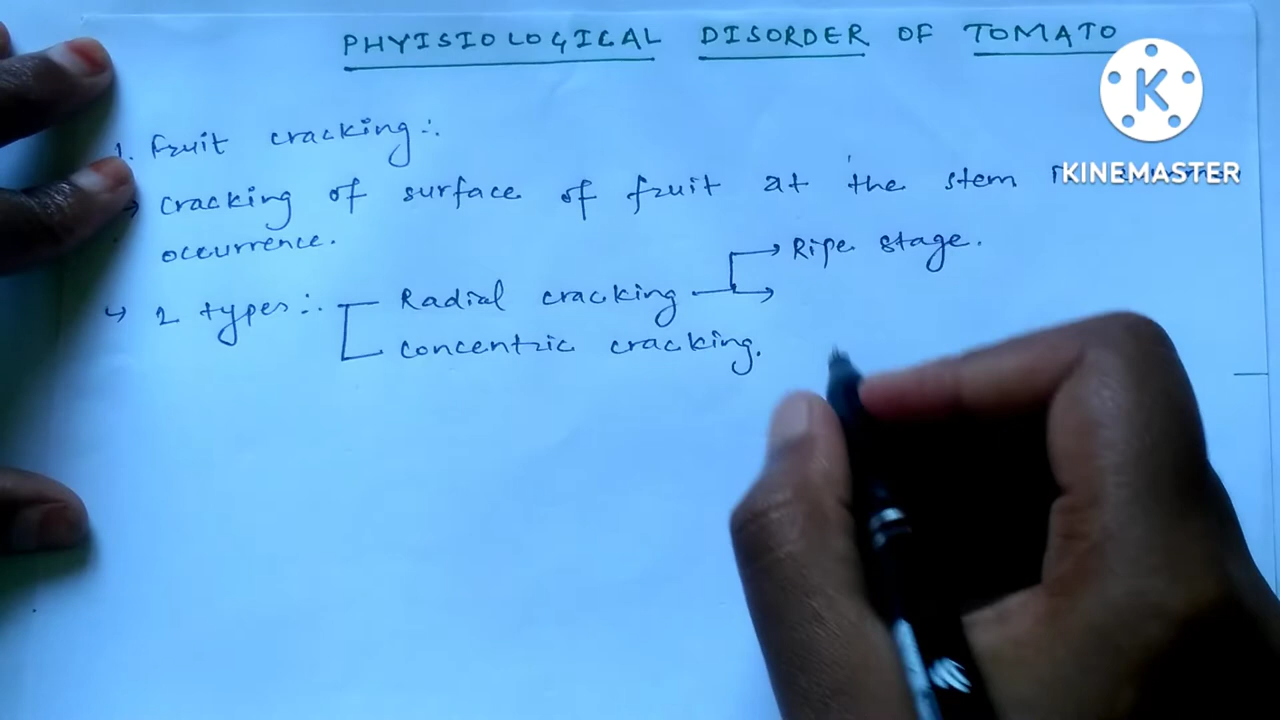 PHYISIOLOGICAL DISORDER OF TOMATO
1. Fruit cracking:
→ cracking of surface of fruit at the stem
KINEMASTER
occurrence.
→ Ripe stage.
↳ 2 types: Radial cracking →
concentric cracking.